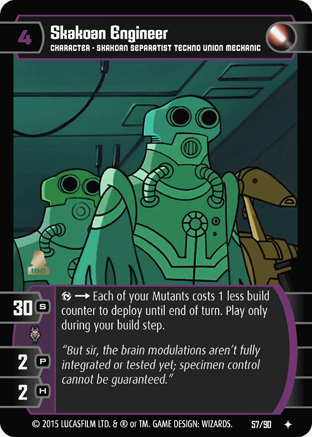 4
Skakoan Engineer
CHARACTER - SKAKOAN SEPARATIST TECHNO UNION MECHANIC
100
30 S
Each of your Mutants costs 1 less build
counter to deploy until end of turn. Play only
during your build step.
2 P
2 H
"But sir, the brain modulations aren't fully
integrated or tested yet; specimen control
cannot be guaranteed."
© 2015 LUCASFILM LTD. & ® or TM. GAME DESIGN: WIZARDS.
57/90